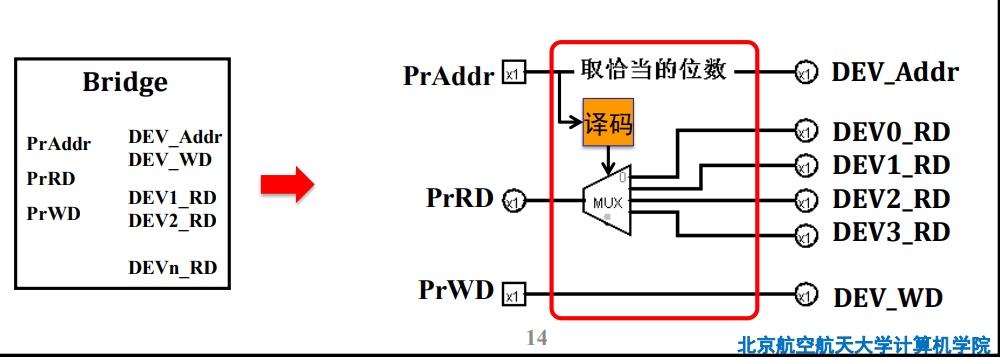 Bridge
PrAddr
PrRD
PrWD
DEV_Addr
DEV_WD
DEV1_RD
DEV2_RD
DEVn_RD
PrAddr
x1
取恰当的位数
x1
DEV_Addr
译码
x1
DEV0_RD
0
x1
DEV1_RD
PrRD
x1
MUX
x1
DEV2_RD
x1
DEV3_RD
PrWD
x1
x1
DEV_WD
14
北京航空航天大学计算机学院